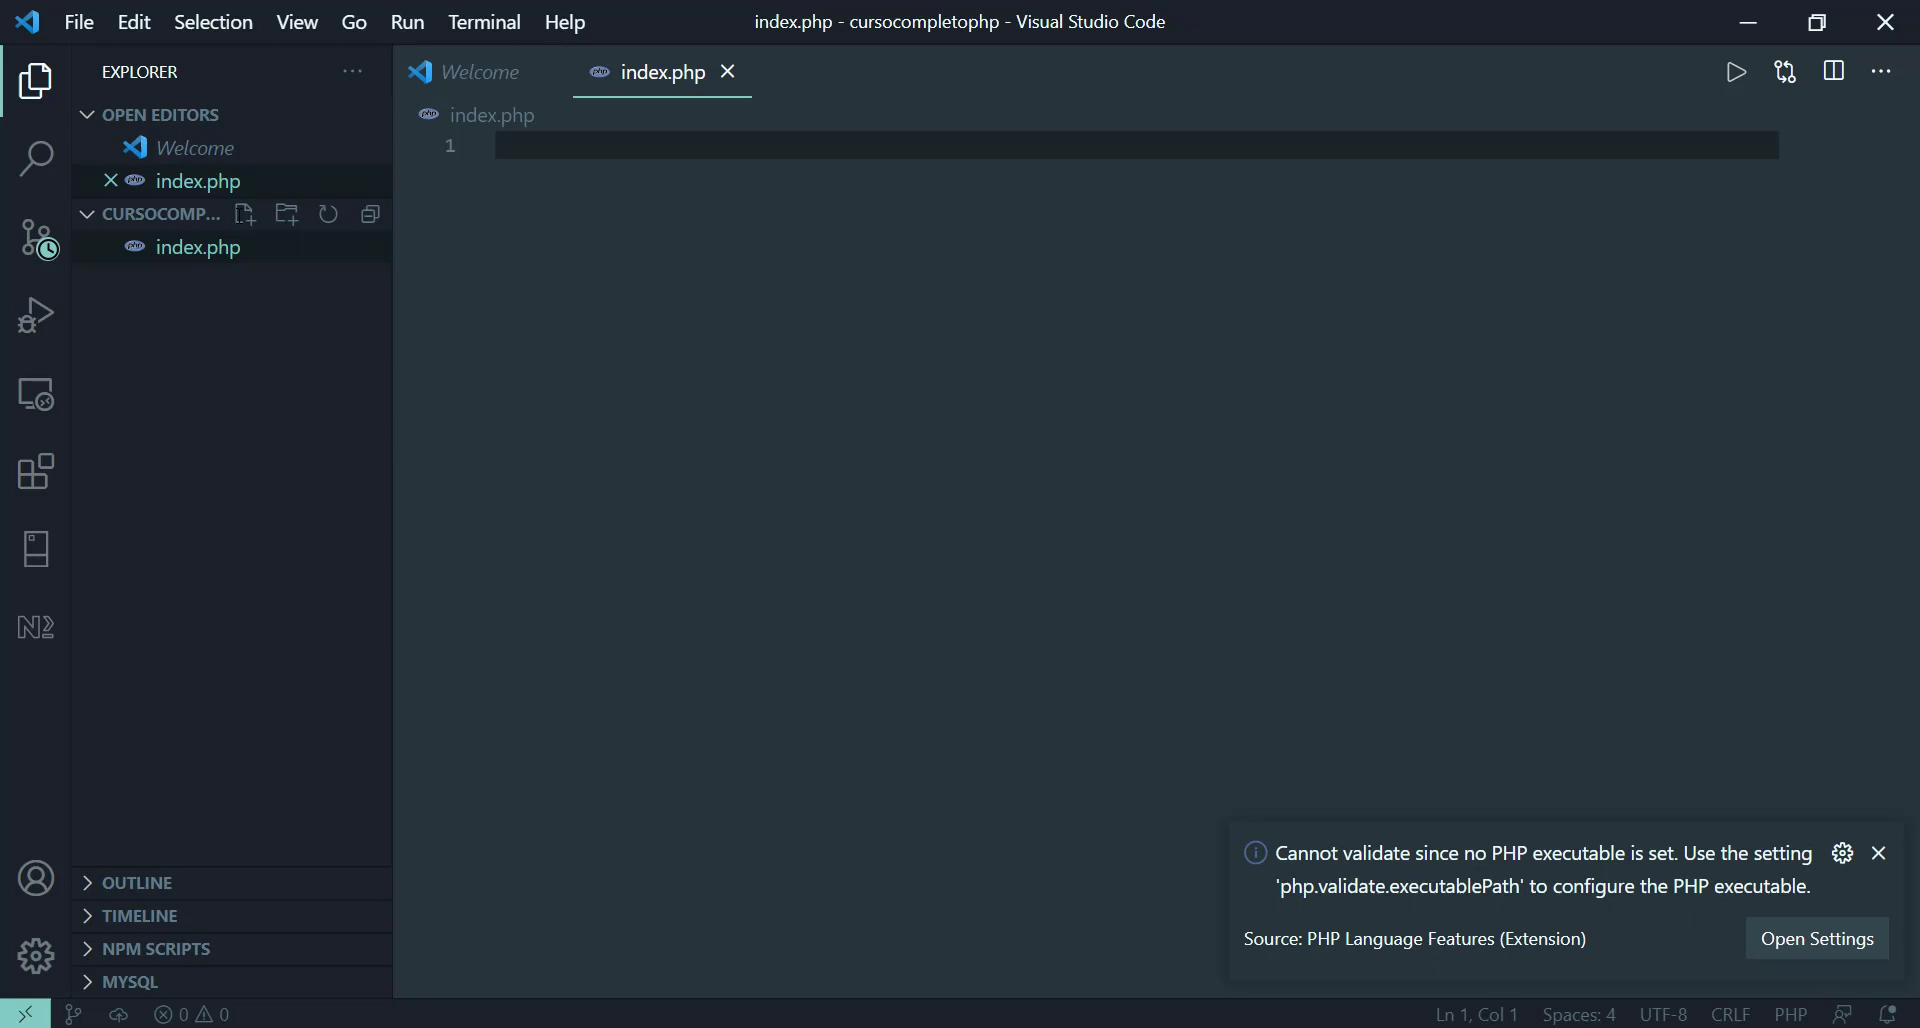 File Edit Selection View Go Run Terminal Help
index.php - cursocompletophp - Visual Studio Code
EXPLORER
Welcome
index.php
OPEN EDITORS
index.php
Welcome
1
index.php
CURSOCOMP...
index.php
OUTLINE
TIMELINE
NPM SCRIPTS
MYSQL
Cannot validate since no PHP executable is set. Use the setting
'php.validate.executablePath' to configure the PHP executable.
Source: PHP Language Features (Extension)
Open Settings
0 0
Ln 1, Col 1 Spaces: 4 UTF-8 CRLF PHP